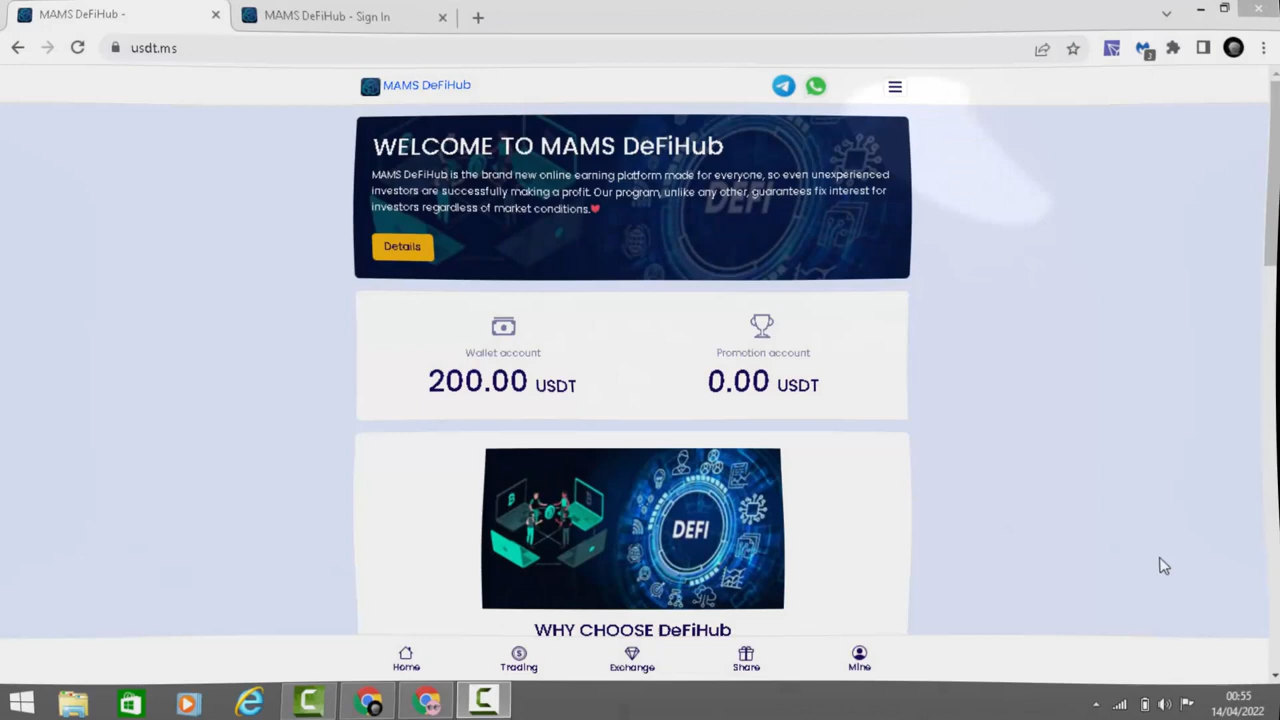 MAMS DeFiHub -
MAMS DeFiHub - Sign In
usdt.ms
3
MAMS DeFiHub
WELCOME TO MAMS DeFiHub
MAMS DeFiHub is the brand new online earning platform made for everyone, so even unexperienced
investors are successfully making a profit. Our program, unlike any other, guarantees fix interest for
investors regardless of market conditions.❤
Details
Wallet account
200.00 USDT
Promotion account
0.00 USDT
DEFI
WHY CHOOSE DeFiHub
Home
Trading
Exchange
Share
Mine
00:55
14/04/2022